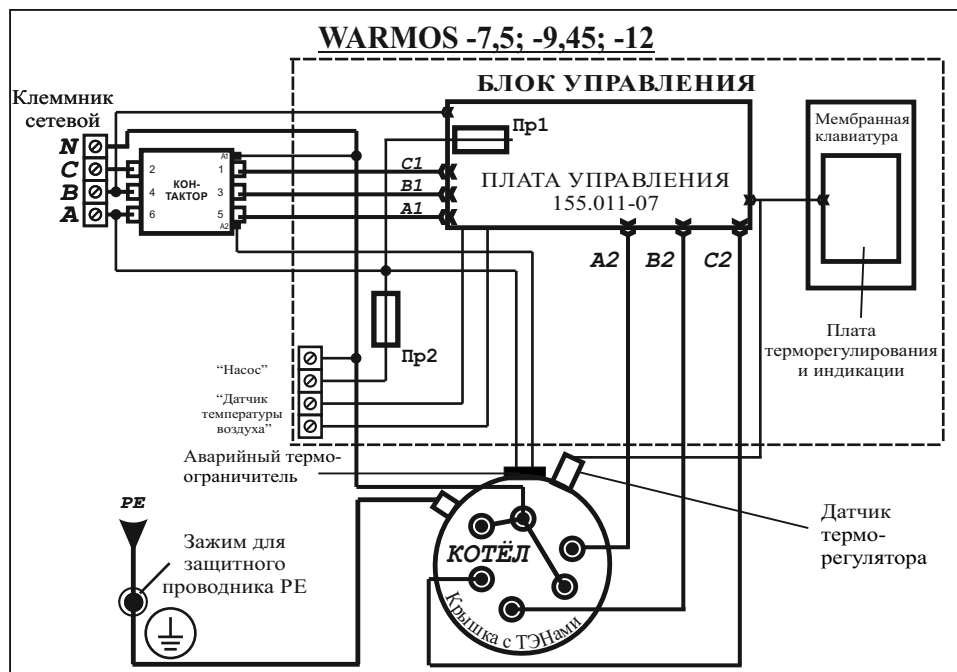 WARMOS -7,5; -9,45; -12
БЛОК УПРАВЛЕНИЯ
Клеммник
сетевой
N
C
B
A
2
4
6
КОН-
ТАКТОР
A1
1
3
5
A2
C1
B1
A1
Пр1
ПЛАТА УПРАВЛЕНИЯ
155.011-07
A2
B2
C2
Мембранная
клавиатура
Плата
терморегулирования
и индикации
Пр2
“Насос”
“Датчик
температуры
воздуха”
Аварийный термо-
ограничитель
PE
Зажим для
защитного
проводника PE
КОТЁЛ
Крышка с ТЭНами
Датчик
термо-
регулятора